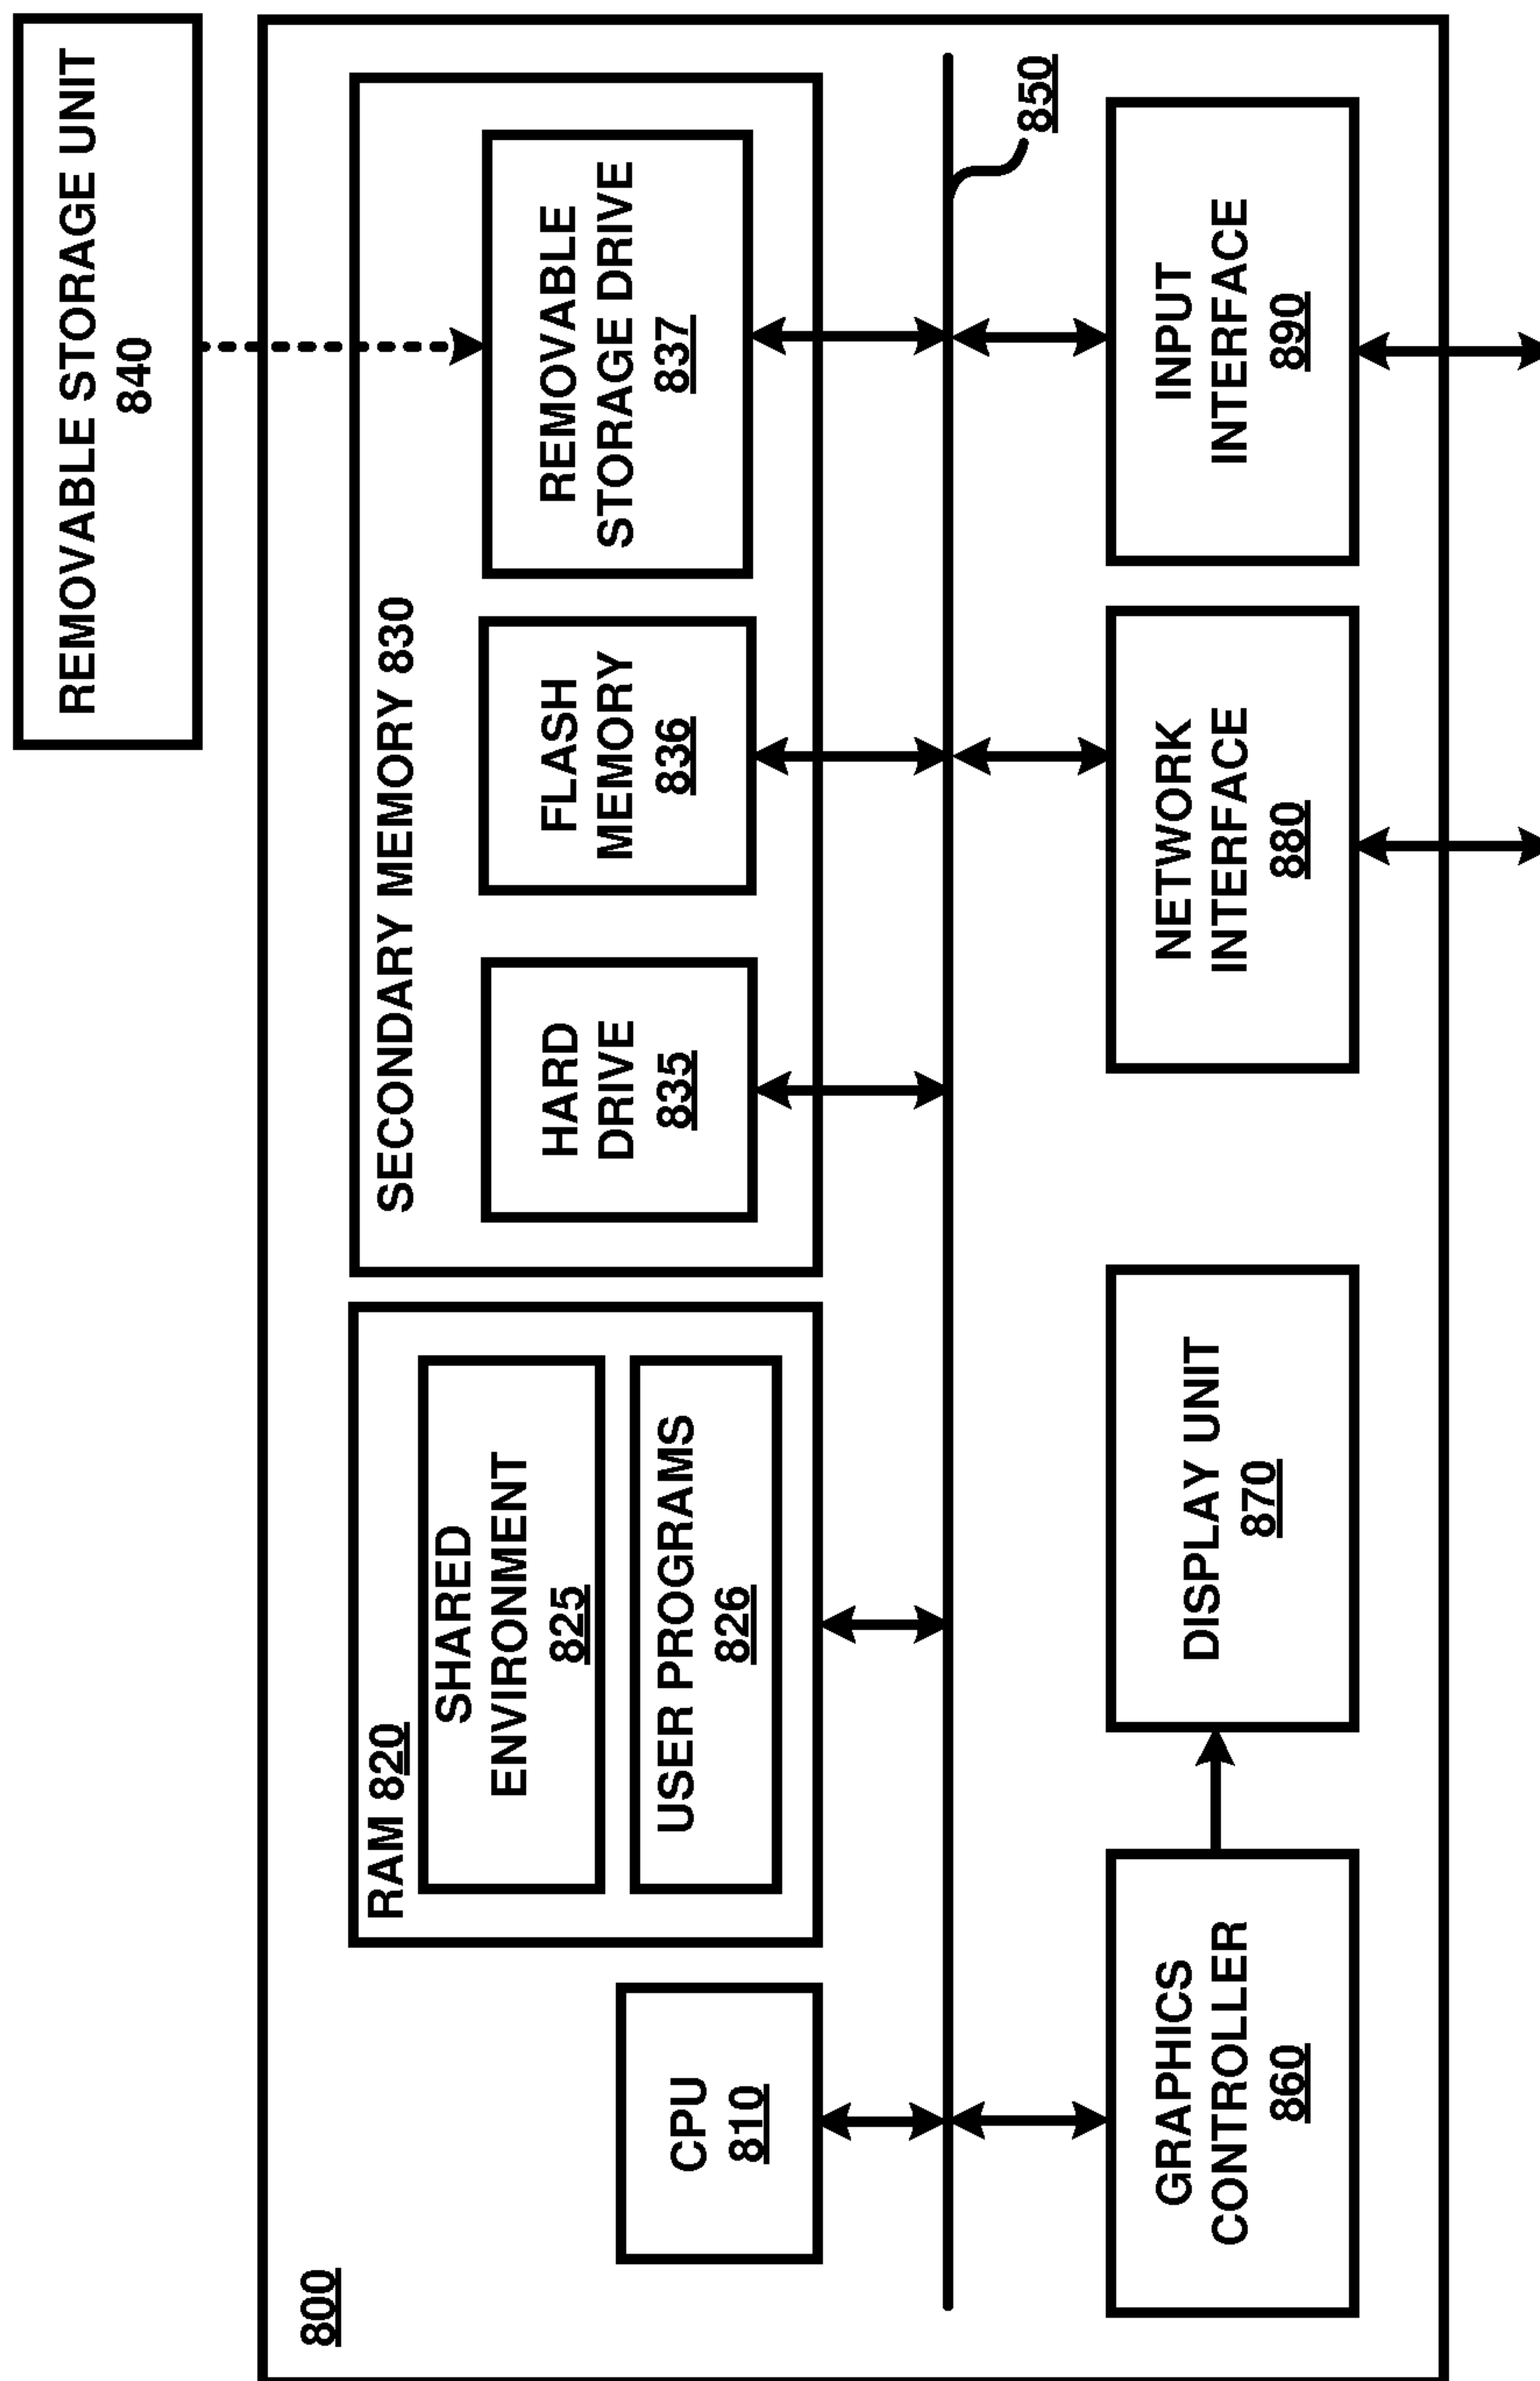 REMOVABLE STORAGE UNIT
840
800
CPU
810
RAM 820
SHARED
ENVIRONMENT
825
USER PROGRAMS
826
SECONDARY MEMORY 830
HARD
DRIVE
835
FLASH
MEMORY
836
REMOVABLE
STORAGE DRIVE
837
850
GRAPHICS
CONTROLLER
860
DISPLAY UNIT
870
NETWORK
INTERFACE
880
INPUT
INTERFACE
890